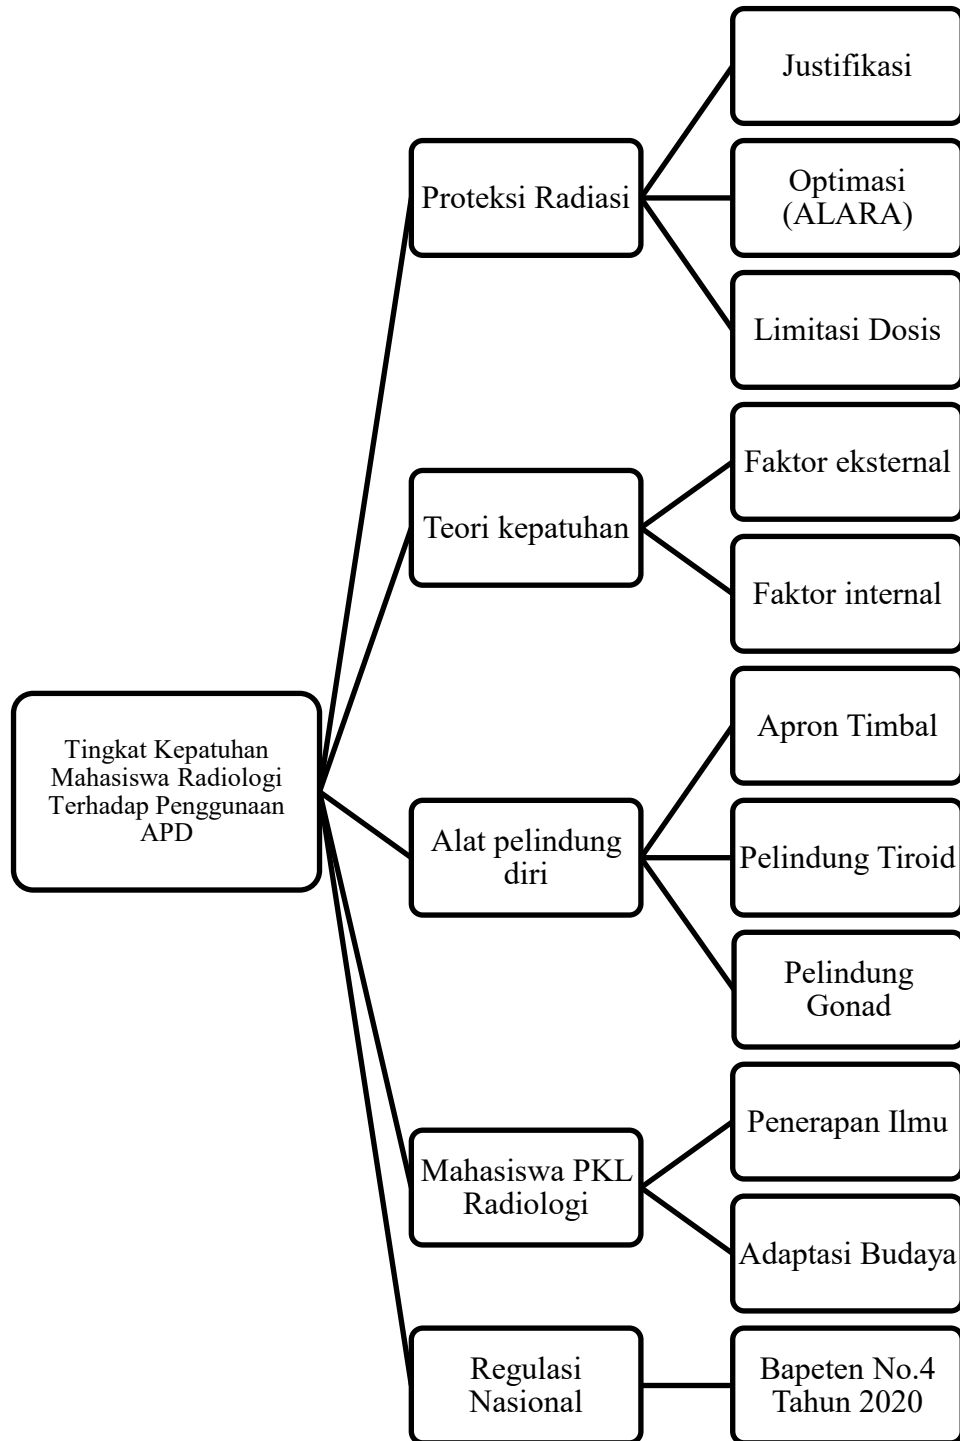 Tingkat Kepatuhan
Mahasiswa Radiologi
Terhadap Penggunaan
APD
Proteksi Radiasi
Justifikasi
Optimasi
(ALARA)
Limitasi Dosis
Teori kepatuhan
Faktor eksternal
Faktor internal
Alat pelindung
diri
Apron Timbal
Pelindung Tiroid
Pelindung
Gonad
Mahasiswa PKL
Radiologi
Penerapan Ilmu
Adaptasi Budaya
Regulasi
Nasional
Bapeten No.4
Tahun 2020